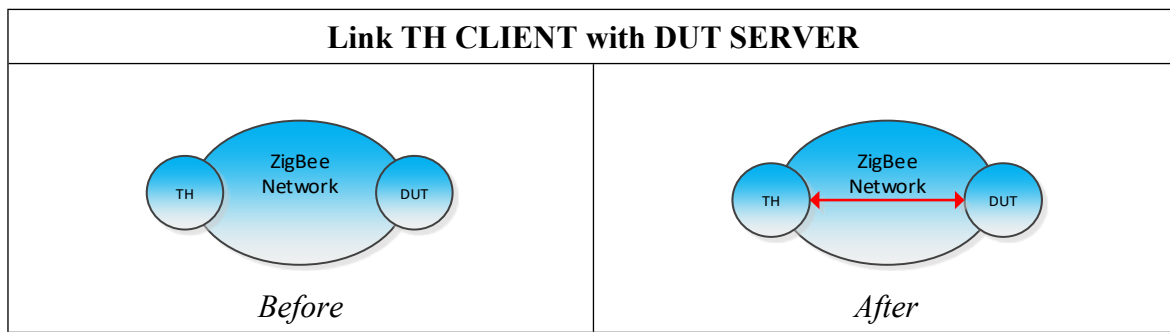 Link TH CLIENT with DUT SERVER
ZigBee
Network
TH
DUT
Before
ZigBee
Network
TH
DUT
After